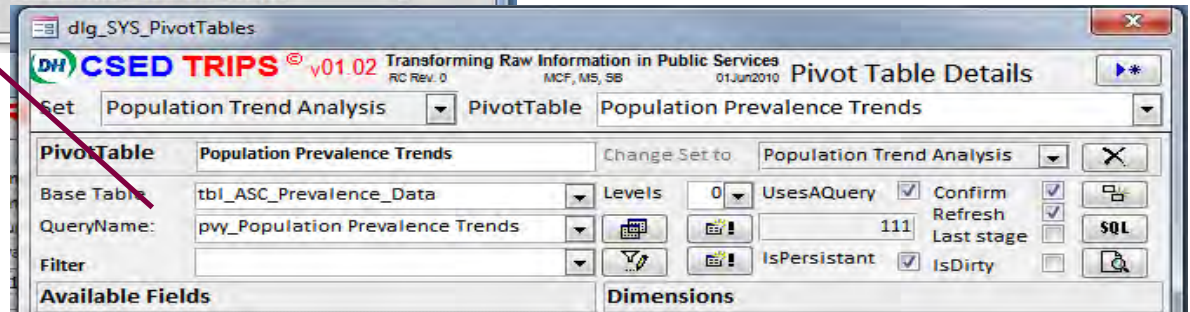 dlg_SYS_PivotTables
DH CSED TRIPS © v01.02 Transforming Raw Information in Public Services
RC Rev. 0 MCF, MS, SB 01Jun2010 Pivot Table Details
Set Population Trend Analysis PivotTable Population Prevalence Trends
PivotTable Population Prevalence Trends Change Set to Population Trend Analysis
Base Table tbl_ASC_Prevalence_Data Levels 0 UsesAQuery Confirm
QueryName: pvy_Population Prevalence Trends 111 Refresh
Last stage SQL
Filter IsPersistant IsDirty
Available Fields Dimensions